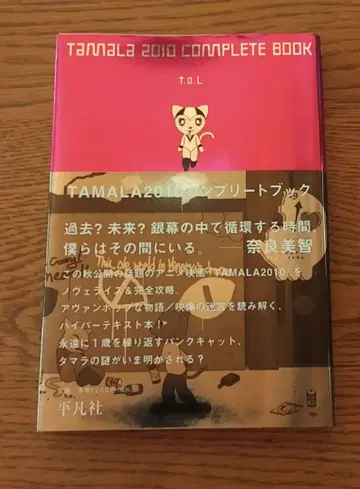 TAMALA 2010 COMPLETE BOOK
t.o.L
TAMALA2010コンプリートブック
過去? 未来? 銀幕の中で循環する時間、
僕らはその間にいる。 奈良美智
この秋公開の話題のアニメ映画「TAMALA2010」を
ノヴェライズ&完全攻略。
アヴァンポップな物語/映像の迷宮を読み解く、
ハイパーテキスト本!
永遠に1歳を繰り返すパンクキャット、
タマラの謎がいま明かされる?
平凡社